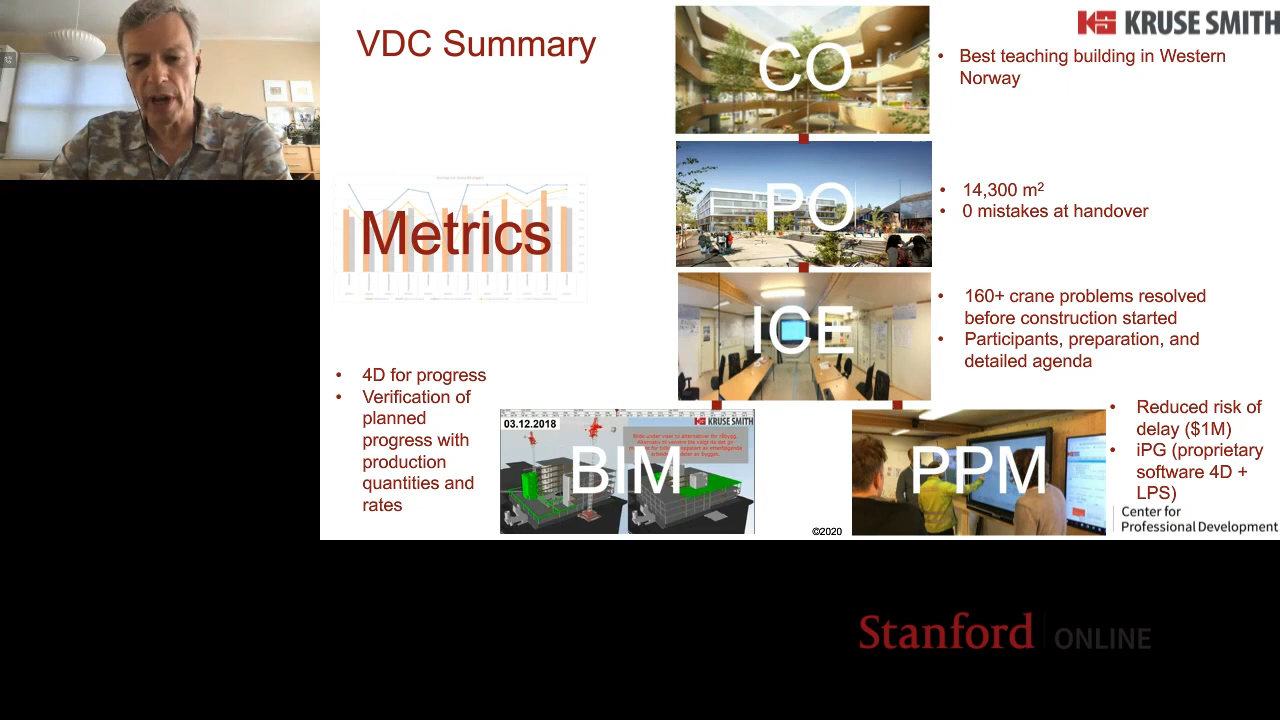 VDC Summary
KRUSE SMITH
CO
• Best teaching building in Western
Norway
PO
• 14,300 m²
• 0 mistakes at handover
Metrics
ICE
• 160+ crane problems resolved
before construction started
• Participants, preparation, and
detailed agenda
• 4D for progress
• Verification of
planned
progress with
production
quantities and
rates
03.12.2018
KRUSE SMITH
BIM
PPM
• Reduced risk of
delay ($1M)
• iPG (proprietary
software 4D +
LPS)
©2020
Center for
Professional Development
Stanford ONLINE